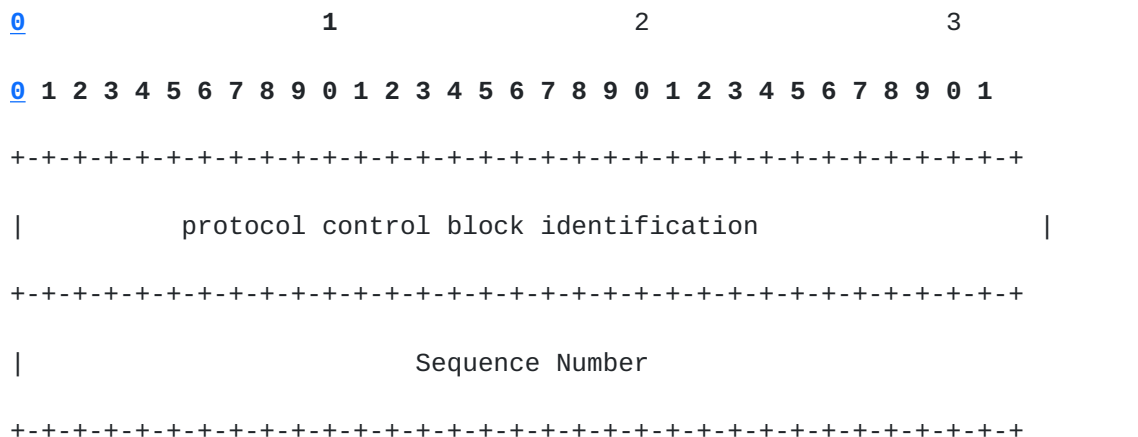 0                   1                   2                   3
0 1 2 3 4 5 6 7 8 9 0 1 2 3 4 5 6 7 8 9 0 1 2 3 4 5 6 7 8 9 0 1
+-+-+-+-+-+-+-+-+-+-+-+-+-+-+-+-+-+-+-+-+-+-+-+-+-+-+-+-+-+-+-+-+
|          protocol control block identification                  |
+-+-+-+-+-+-+-+-+-+-+-+-+-+-+-+-+-+-+-+-+-+-+-+-+-+-+-+-+-+-+-+-+
|                         Sequence Number
+-+-+-+-+-+-+-+-+-+-+-+-+-+-+-+-+-+-+-+-+-+-+-+-+-+-+-+-+-+-+-+-+